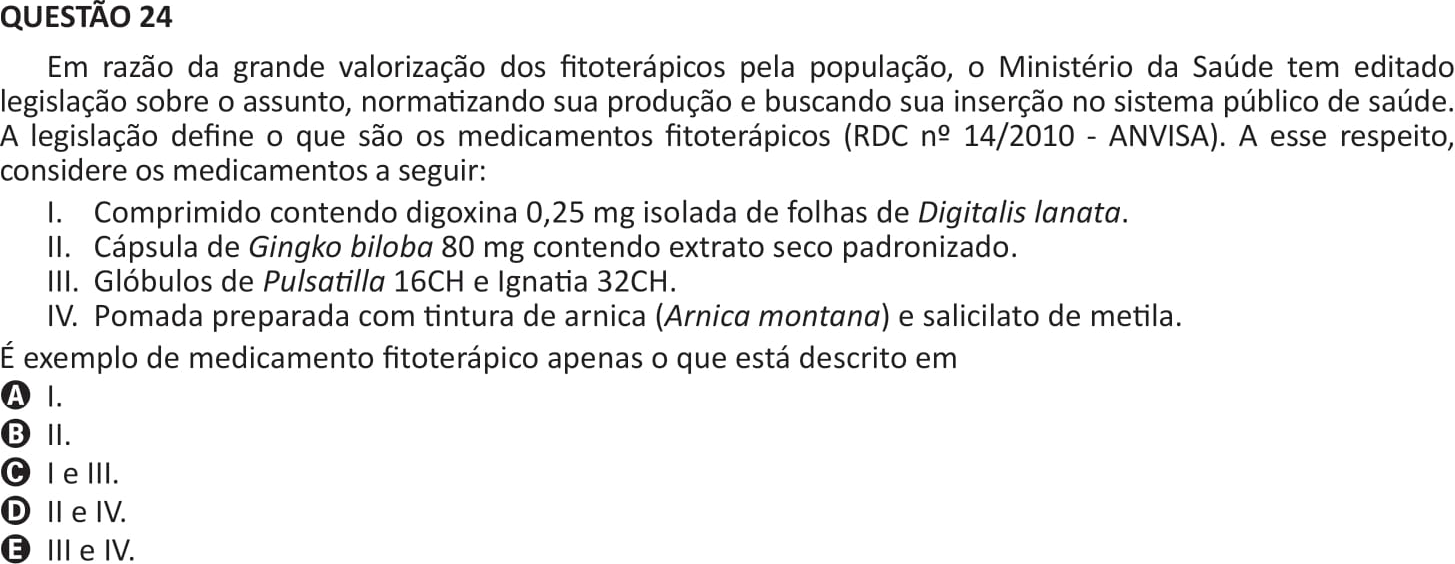 QUESTÃO 24
Em razão da grande valorização dos fitoterápicos pela população, o Ministério da Saúde tem editado
legislação sobre o assunto, normatizando sua produção e buscando sua inserção no sistema público de saúde.
A legislação define o que são os medicamentos fitoterápicos (RDC nº 14/2010 - ANVISA). A esse respeito,
considere os medicamentos a seguir:
I. Comprimido contendo digoxina 0,25 mg isolada de folhas de Digitalis lanata.
II. Cápsula de Gingko biloba 80 mg contendo extrato seco padronizado.
III. Glóbulos de Pulsatilla 16CH e Ignatia 32CH.
IV. Pomada preparada com tintura de arnica (Arnica montana) e salicilato de metila.
É exemplo de medicamento fitoterápico apenas o que está descrito em
A I.
B II.
C I e III.
D II e IV.
E III e IV.